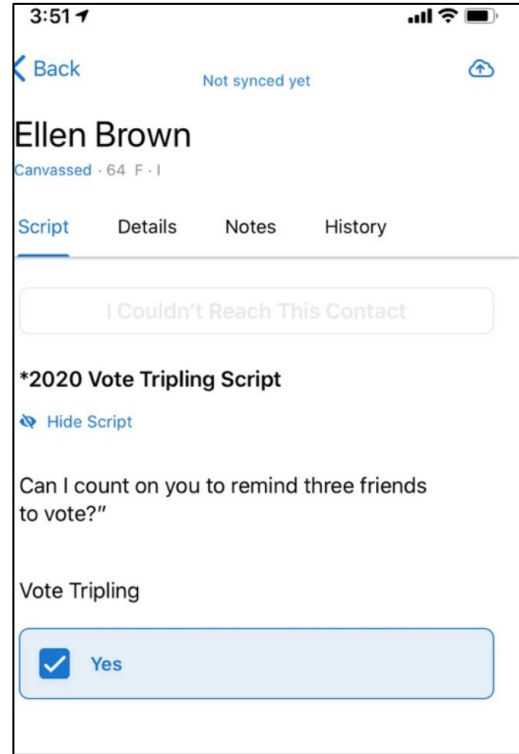 3:51
Back
Not synced yet
Ellen Brown
Canvassed · 64 F · I
Script Details Notes History
I Couldn't Reach This Contact
*2020 Vote Tripling Script
Hide Script
Can I count on you to remind three friends
to vote?”
Vote Tripling
Yes